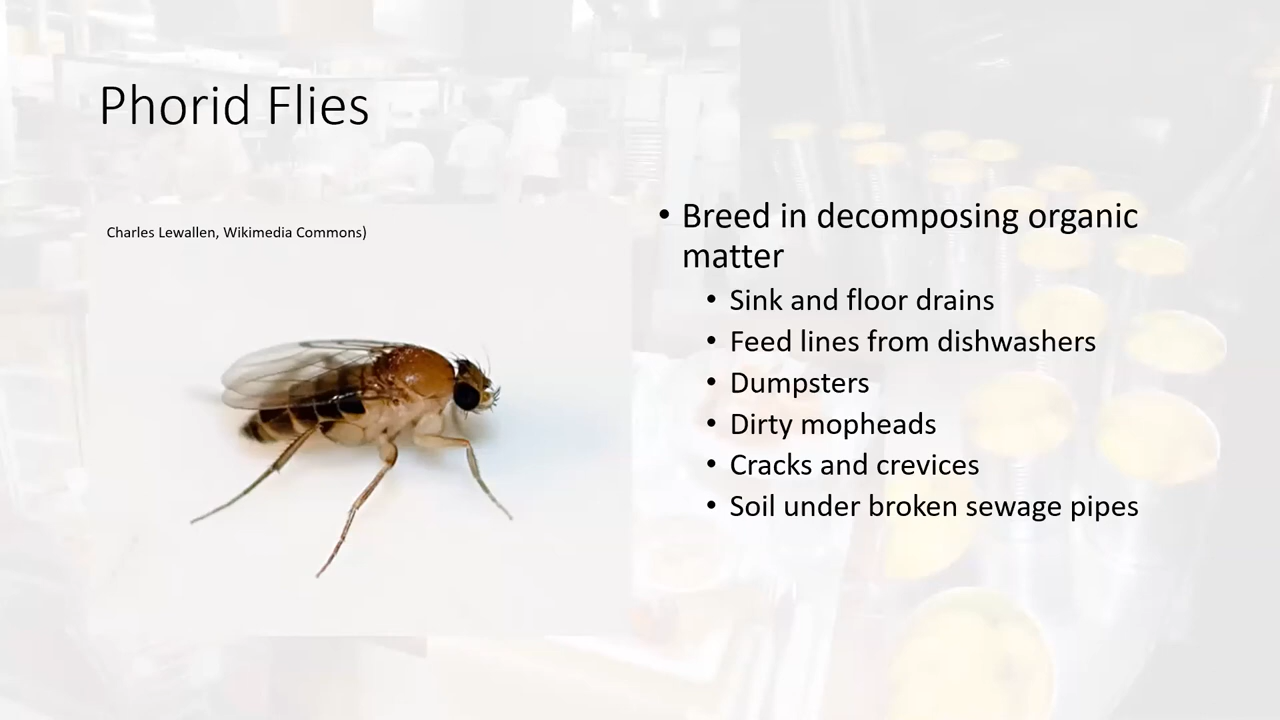 Phorid Flies
Charles Lewallen, Wikimedia Commons)
• Breed in decomposing organic
matter
• Sink and floor drains
• Feed lines from dishwashers
• Dumpsters
• Dirty mopheads
• Cracks and crevices
• Soil under broken sewage pipes